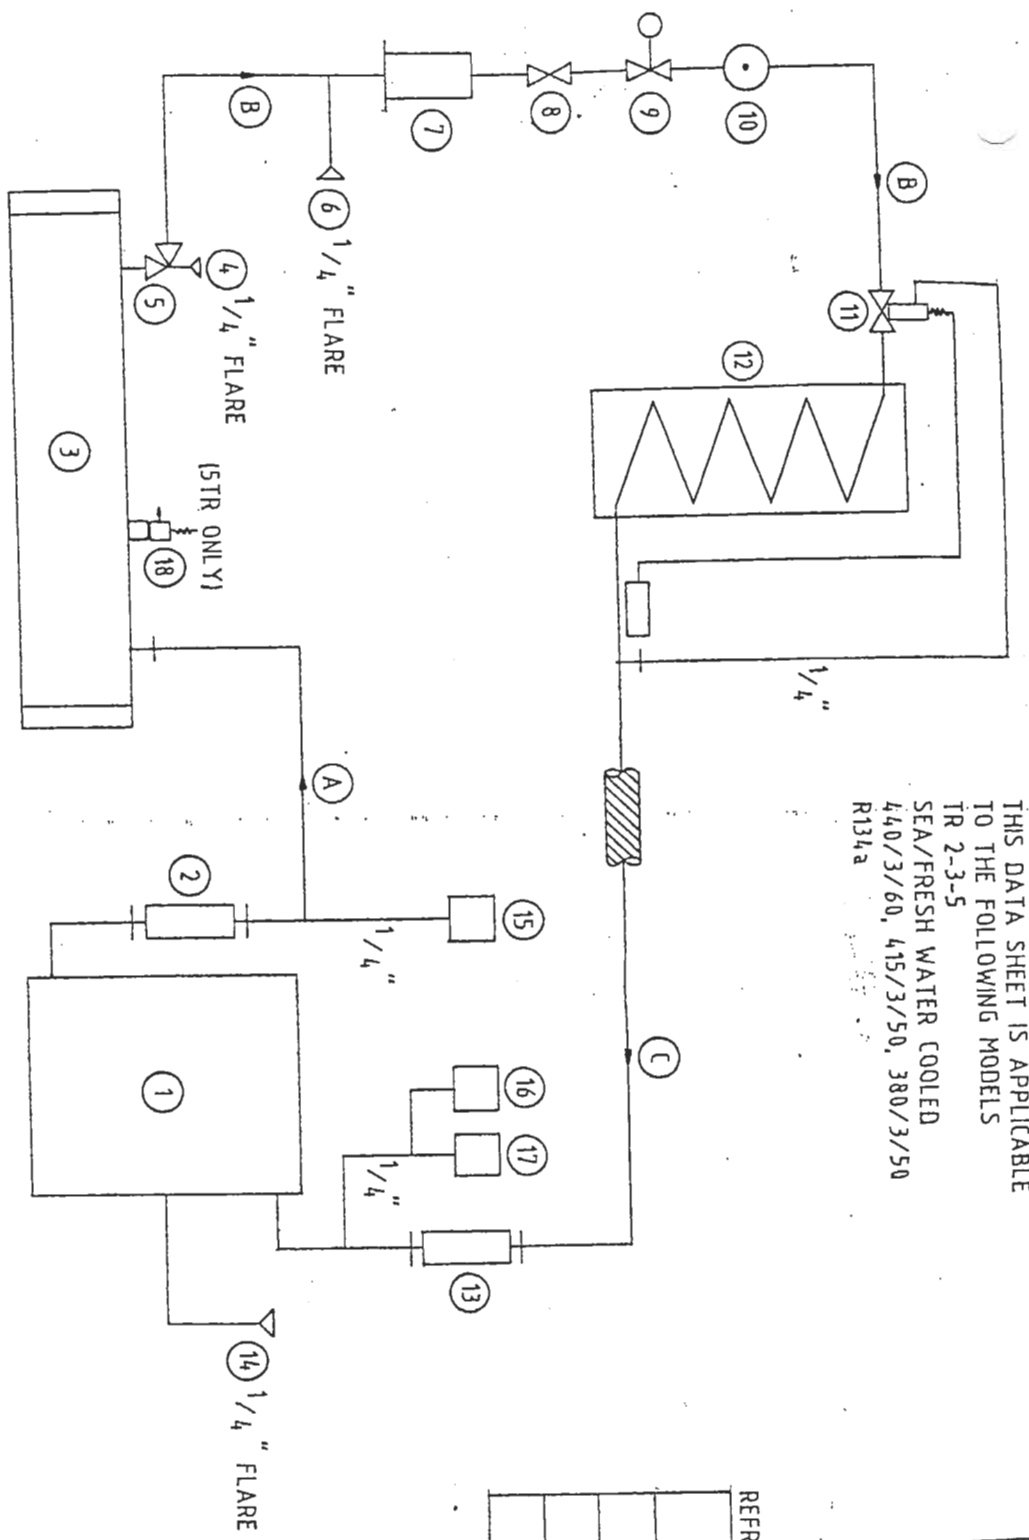 THIS DATA SHEET IS APPLICABLE
TO THE FOLLOWING MODELS
TR 2-3-5
SEA/FRESH WATER COOLED
440/3/60, 415/3/50, 380/3/50
R134a
REFR
B
10
9
8
7
B
6 1/4" FLARE
4 1/4" FLARE
5
3
(5TR ONLY)
18
11
12
1/4"
A
2
15
1/4"
C
1
16
17
1/4"
13
14 1/4" FLARE